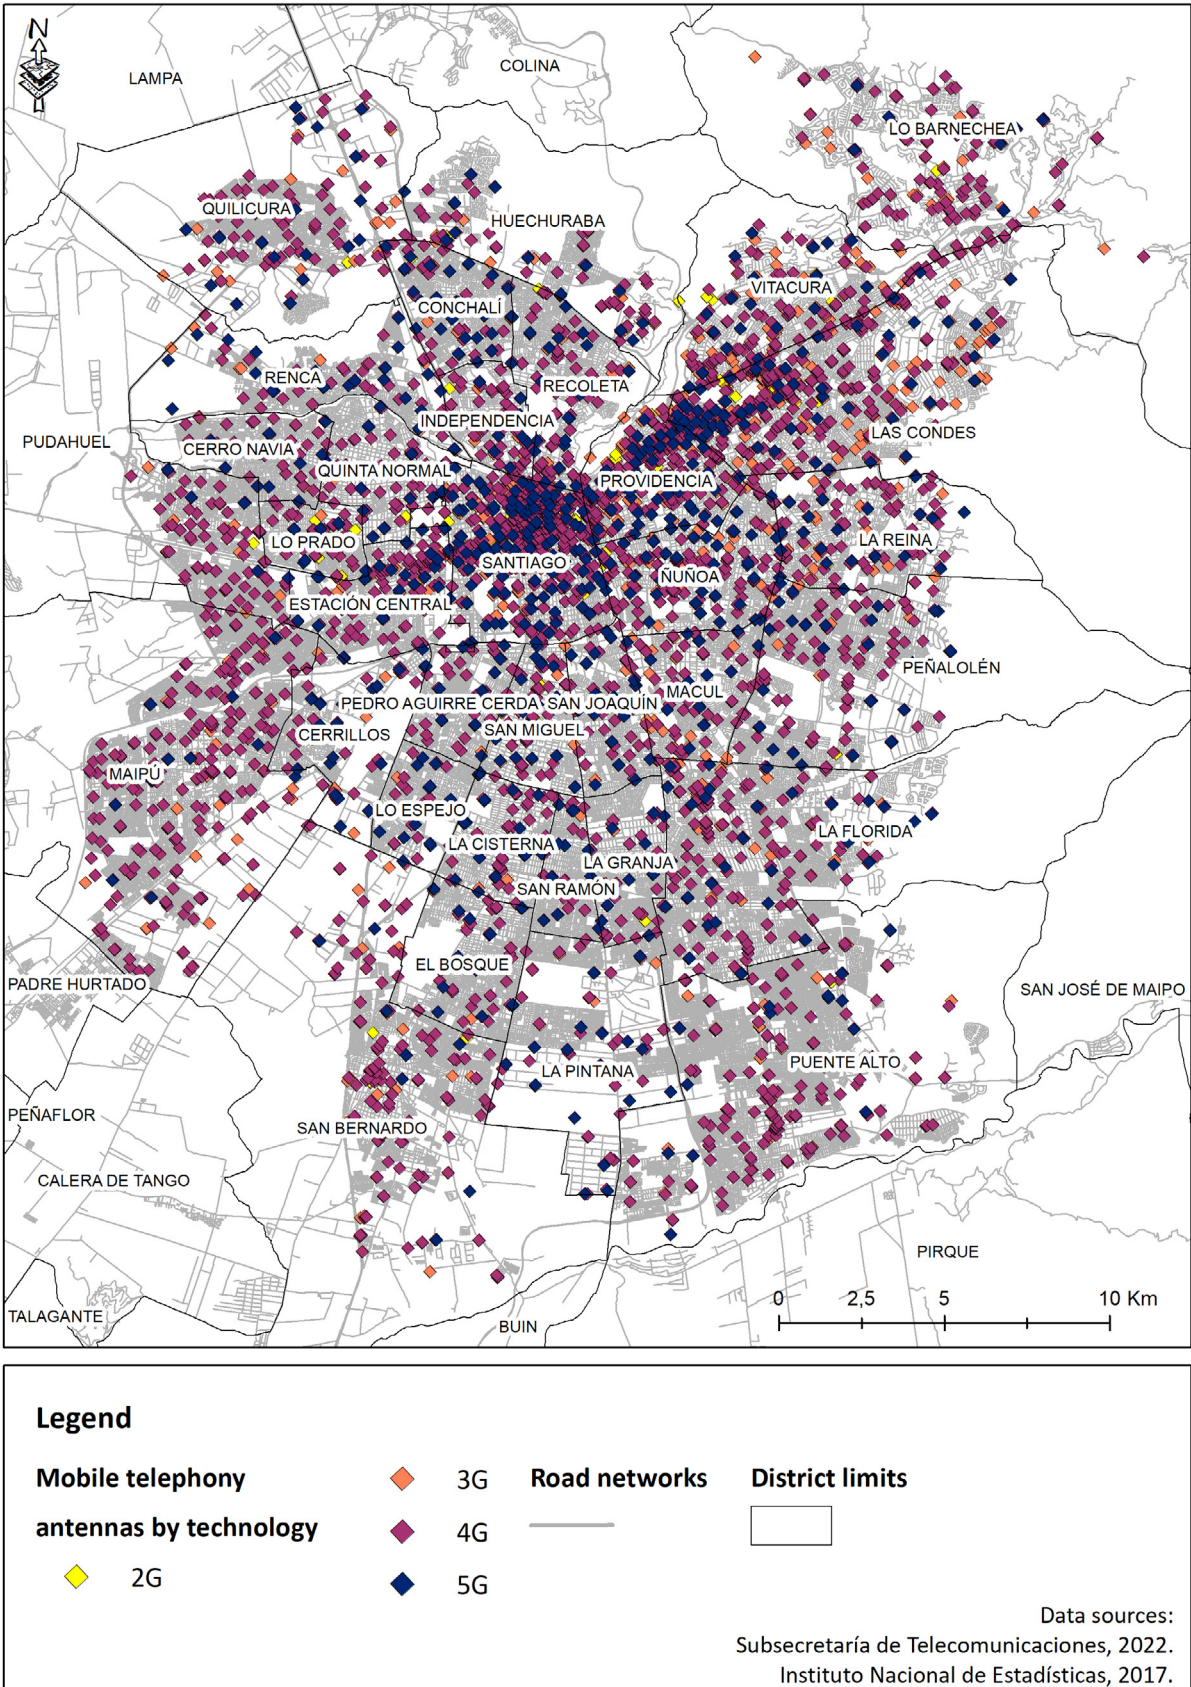 N
LAMPA
COLINA
LO BARNECHEA
QUILICURA
HUECHURABA
VITACURA
CONCHALÍ
RENCA
RECOLETA
INDEPENDENCIA
LAS CONDES
PUDAHUEL
CERRO NAVIA
QUINTA NORMAL
PROVIDENCIA
LO PRADO
LA REINA
SANTIAGO
ÑUÑOA
ESTACIÓN CENTRAL
PEÑALOLÉN
MACUL
PEDRO AGUIRRE CERDA
SAN JOAQUÍN
CERRILLOS
SAN MIGUEL
MAIPÚ
LO ESPEJO
LA FLORIDA
LA CISTERNA
LA GRANJA
SAN RAMÓN
EL BOSQUE
PADRE HURTADO
SAN JOSÉ DE MAIPO
LA PINTANA
PUENTE ALTO
PEÑAFLOR
SAN BERNARDO
CALERA DE TANGO
PIRQUE
0 2,5 5 10 Km
TALAGANTE
BUIN
Legend
Mobile telephony
antennas by technology
2G
3G
4G
5G
Road networks
District limits
Data sources:
Subsecretaría de Telecomunicaciones, 2022.
Instituto Nacional de Estadísticas, 2017.